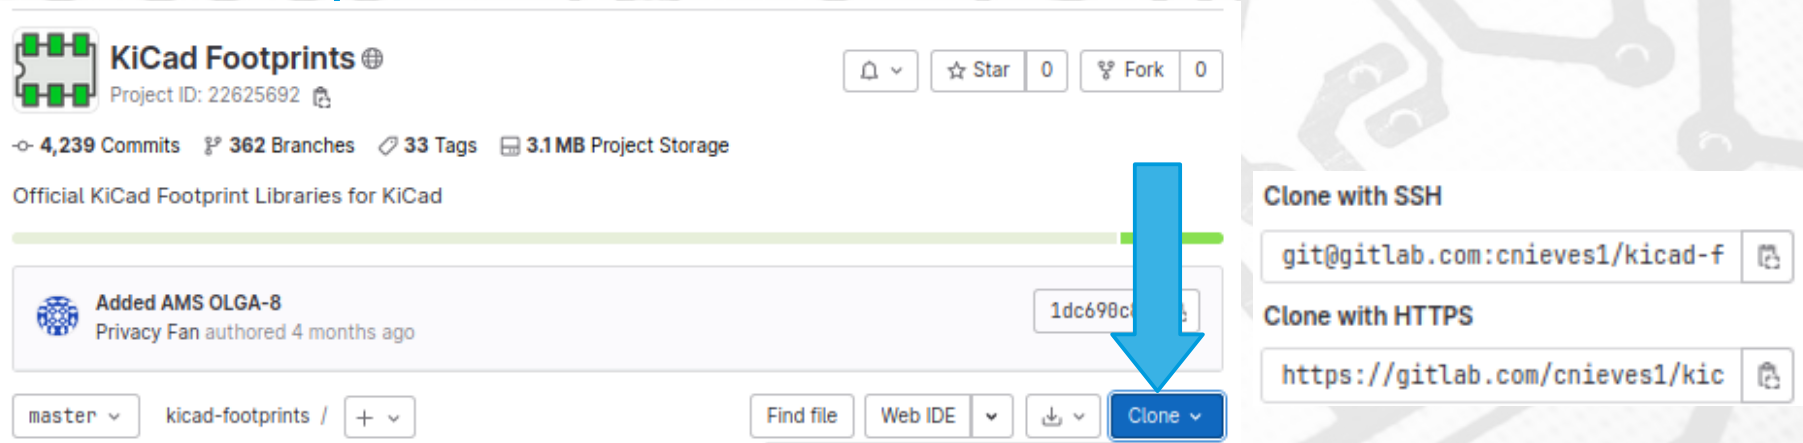 KiCad Footprints
Project ID: 22625692
Star 0
Fork 0
4,239 Commits 362 Branches 33 Tags 3.1 MB Project Storage
Official KiCad Footprint Libraries for KiCad
Added AMS OLGA-8
Privacy Fan authored 4 months ago
1dc690c
master kicad-footprints / + Find file Web IDE Clone
Clone with SSH
git@gitlab.com:cnieves1/kicad-f
Clone with HTTPS
https://gitlab.com/cnieves1/kic